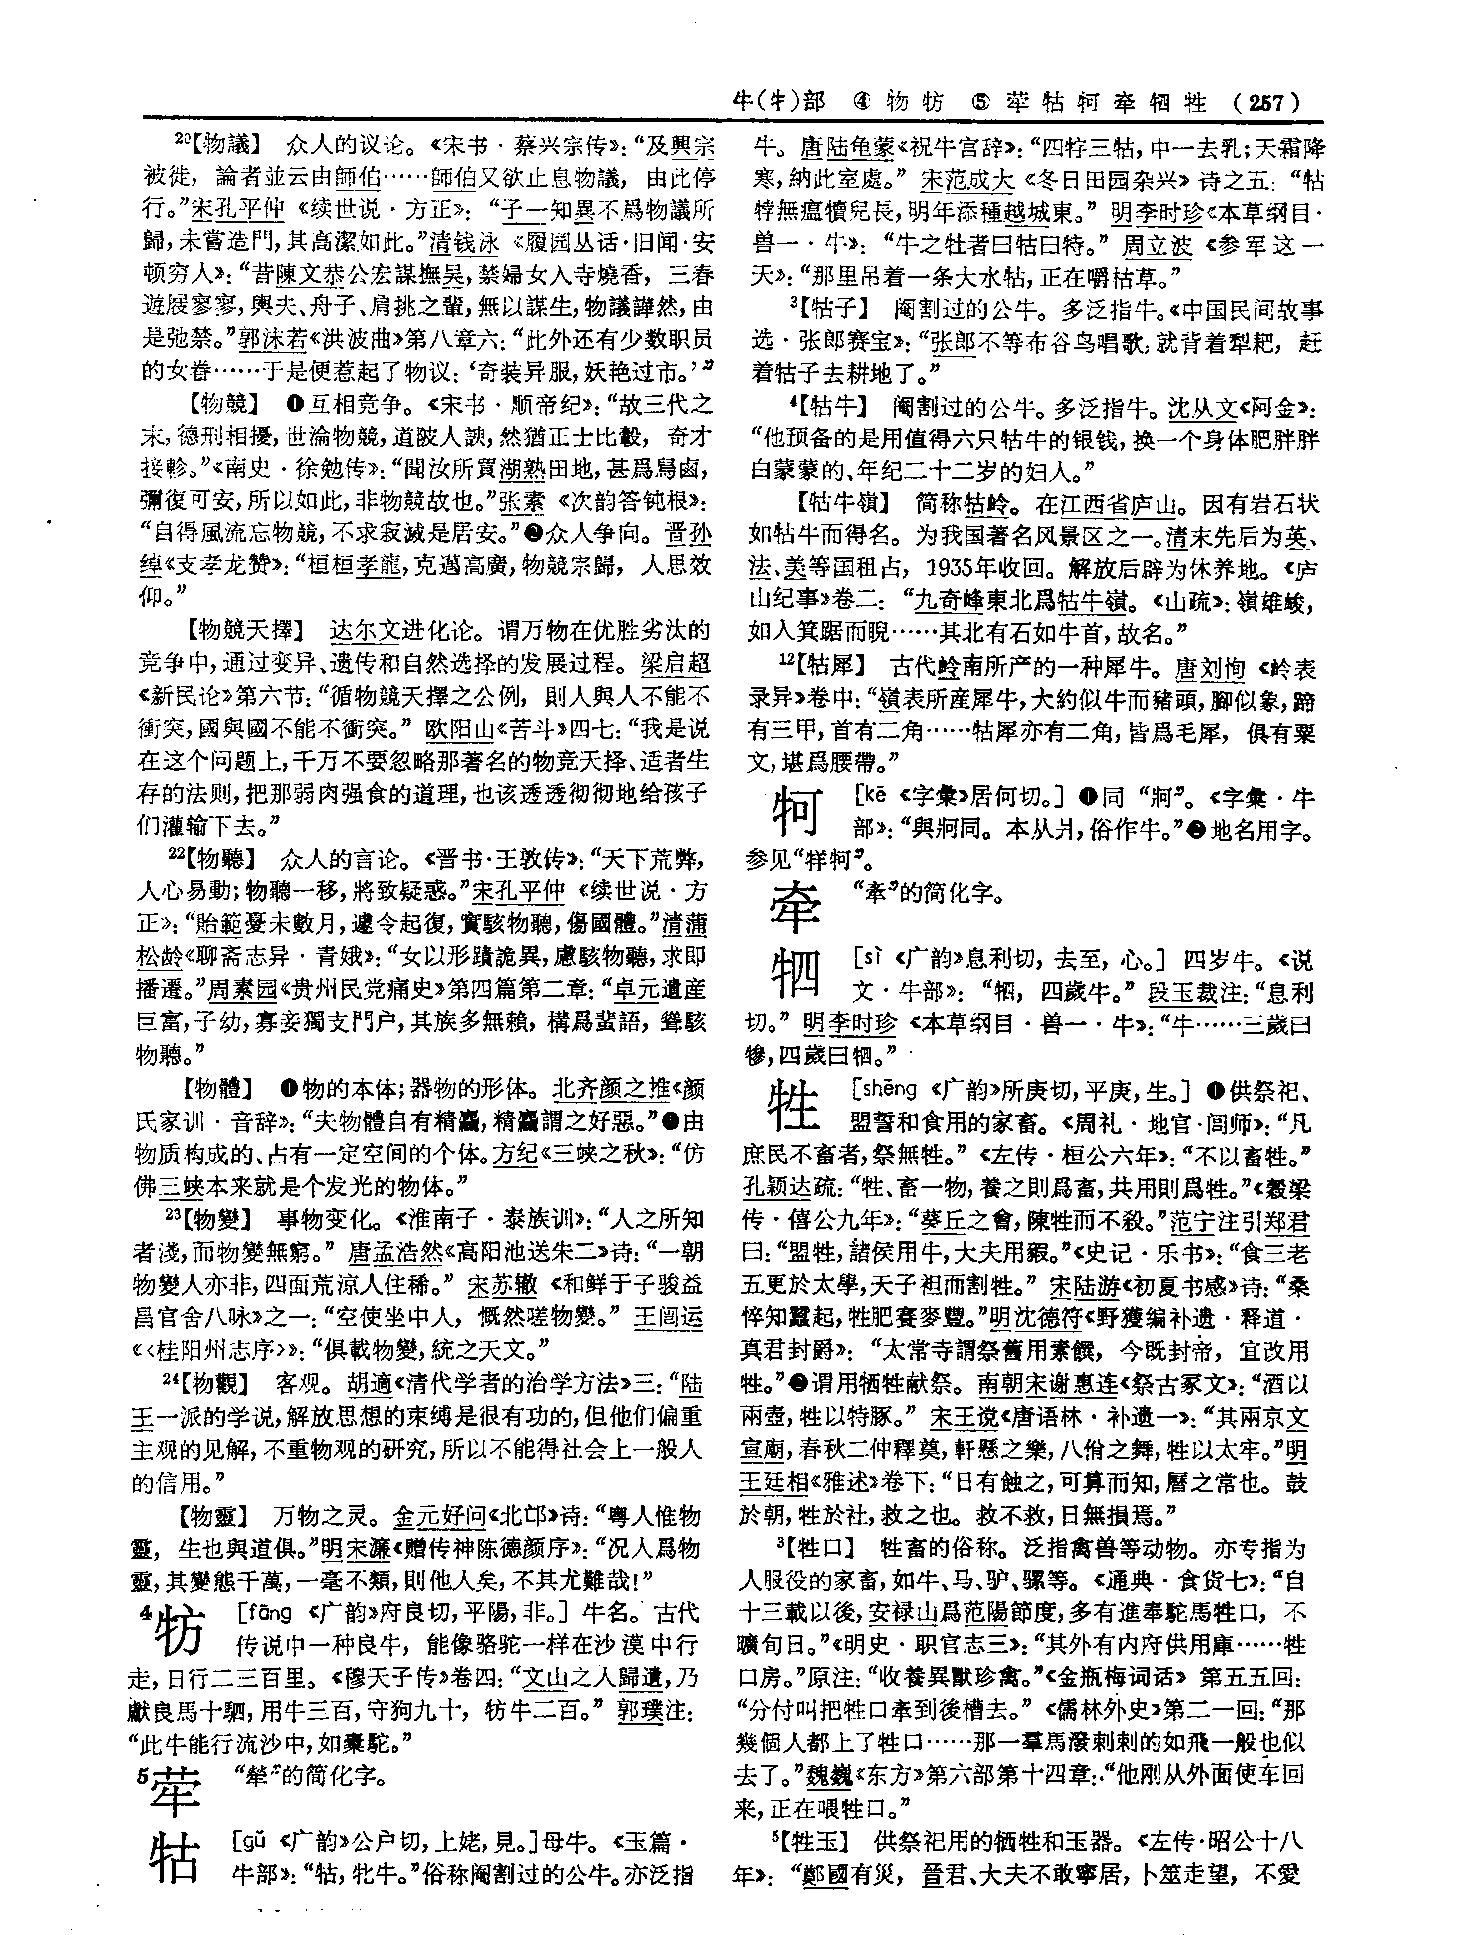 牛(牜)部 ④ 物牥 ⑤ 荦牯牁牵牭牲 (257)
²⁰【物議】 众人的议论。《宋书·蔡兴宗传》:“及興宗
被徙, 論者並云由師伯……師伯又欲止息物議, 由此停
行。”宋孔平仲《续世说·方正》: “子一知異不爲物議所
歸,未嘗造門,其高潔如此。”清钱泳《履园丛话·旧闻·安
顿穷人》:“昔陳文恭公宏謀撫吴,禁婦女入寺燒香, 三春
遊屐寥寥,輿夫、舟子、肩挑之輩,無以謀生,物議譁然,由
是弛禁。”郭沫若《洪波曲》第八章六:“此外还有少数职员
的女眷……于是便惹起了物议:‘奇装异服,妖艳过市。’”
【物競】 ❶互相竞争。《宋书·顺帝纪》:“故三代之
末,德刑相擾,世淪物競,道陂人諛,然猶正士比轂, 奇才
接軫。”《南史·徐勉传》:“聞汝所買湖熟田地,甚爲舄鹵,
彌復可安,所以如此,非物競故也。”张素《次韵答钝根》:
“自得風流忘物競,不求寂滅是居安。”❷众人争向。晋孙
绰《支孝龙赞》:“桓桓孝龍,克邁高廣,物競宗歸, 人思效
仰。”
【物競天擇】 达尔文进化论。谓万物在优胜劣汰的
竞争中,通过变异、遗传和自然选择的发展过程。梁启超
《新民论》第六节:“循物競天擇之公例, 則人與人不能不
衝突,國與國不能不衝突。” 欧阳山《苦斗》四七:“我是说
在这个问题上,千万不要忽略那著名的物竞天择、适者生
存的法则,把那弱肉强食的道理,也该透透彻彻地给孩子
们灌输下去。”
²²【物聽】 众人的言论。《晋书·王敦传》:“天下荒弊,
人心易動;物聽一移,將致疑惑。”宋孔平仲《续世说·方
正》:“貽範憂未數月,遽令起復,實駭物聽,傷國體。”清蒲
松龄《聊斋志异·青娥》:“女以形蹟詭異,慮駭物聽,求即
播遷。”周素园《贵州民党痛史》第四篇第二章:“卓元遺産
巨富,子幼,寡妾獨支門户,其族多無賴, 構爲蜚語, 聳駭
物聽。”
【物體】 ❶物的本体;器物的形体。北齐颜之推《颜
氏家训·音辞》:“夫物體自有精麤,精麤謂之好惡。”❷由
物质构成的、占有一定空间的个体。方纪《三峡之秋》:“仿
佛三峡本来就是个发光的物体。”
²³【物變】 事物变化。《淮南子·泰族训》:“人之所知
者淺,而物變無窮。” 唐孟浩然《高阳池送朱二》诗:“一朝
物變人亦非,四面荒凉人住稀。” 宋苏辙《和鲜于子骏益
昌官舍八咏》之一:“空使坐中人, 慨然嗟物變。” 王闿运
《〈桂阳州志序〉》:“俱載物變,統之天文。”
²⁴【物觀】 客观。胡適《清代学者的治学方法》三:“陆
王一派的学说,解放思想的束缚是很有功的,但他们偏重
主观的见解,不重物观的研究,所以不能得社会上一般人
的信用。”
【物靈】 万物之灵。金元好问《北邙》诗:“粤人惟物
靈, 生也與道俱。”明宋濂《赠传神陈德颜序》:“况人爲物
靈,其變態千萬,一毫不類,則他人矣,不其尤難哉!”
4牥 [fāng 《广韵》府良切,平陽,非。] 牛名。古代
传说中一种良牛, 能像骆驼一样在沙漠中行
走,日行二三百里。《穆天子传》卷四:“文山之人歸遺,乃
獻良馬十駟,用牛三百,守狗九十, 牥牛二百。” 郭璞注:
“此牛能行流沙中,如橐駝。”
5荦 “犖”的简化字。
牯 [gǔ 《广韵》公户切,上姥,見。]母牛。《玉篇·
牛部》:“牯,牝牛。”俗称阉割过的公牛。亦泛指
牛。唐陆龟蒙《祝牛宫辞》:“四牸三牯,中一去乳;天霜降
寒,納此室處。” 宋范成大《冬日田园杂兴》诗之五: “牯
牸無瘟犢兒長,明年添種越城東。” 明李时珍《本草纲目·
兽一·牛》: “牛之牡者曰牯曰特。” 周立波《参军这一
天》:“那里吊着一条大水牯,正在嚼枯草。”
³【牯子】 阉割过的公牛。多泛指牛。《中国民间故事
选·张郎赛宝》:“张郎不等布谷鸟唱歌,就背着犁耙, 赶
着牯子去耕地了。”
⁴【牯牛】 阉割过的公牛。多泛指牛。沈从文《阿金》:
“他预备的是用值得六只牯牛的银钱,换一个身体肥胖胖
白蒙蒙的、年纪二十二岁的妇人。”
【牯牛嶺】 简称牯岭。在江西省庐山。因有岩石状
如牯牛而得名。为我国著名风景区之一。清末先后为英、
法、美等国租占, 1935年收回。解放后辟为休养地。《庐
山纪事》卷二: “九奇峰東北爲牯牛嶺。《山疏》:嶺雄峻,
如人箕踞而睨……其北有石如牛首,故名。”
¹²【牯犀】 古代岭南所产的一种犀牛。唐刘恂《岭表
录异》卷中:“嶺表所産犀牛,大約似牛而豬頭,腳似象,蹄
有三甲,首有二角……牯犀亦有二角,皆爲毛犀, 俱有粟
文,堪爲腰帶。”
牁 [kē 《字彙》居何切。] ❶同“牁”。《字彙·牛
部》:“與牁同。本从爿,俗作牛。”❷地名用字。
参见“牂牁”。
牵 “牽”的简化字。
牭 [sì 《广韵》息利切, 去至, 心。] 四岁牛。《说
文·牛部》: “牭, 四歲牛。” 段玉裁注:“息利
切。” 明李时珍《本草纲目·兽一·牛》:“牛……三歲曰
犙,四歲曰牭。”
牲 [shēng 《广韵》所庚切,平庚,生。] ❶供祭祀、
盟誓和食用的家畜。《周礼·地官·闾师》:“凡
庶民不畜者,祭無牲。”《左传·桓公六年》:“不以畜牲。”
孔颖达疏:“牲、畜一物,養之則爲畜,共用則爲牲。”《穀梁
传·僖公九年》:“葵丘之會,陳牲而不殺。”范宁注引郑君
曰:“盟牲,諸侯用牛,大夫用豭。”《史记·乐书》:“食三老
五更於太學,天子袒而割牲。” 宋陆游《初夏书感》诗:“桑
悴知蠶起,牲肥賽麥豐。”明沈德符《野獲编补遗·释道·
真君封爵》: “太常寺謂祭舊用素饌, 今既封帝, 宜改用
牲。”❷谓用牺牲献祭。南朝宋谢惠连《祭古冢文》:“酒以
兩壺,牲以特豚。” 宋王谠《唐语林·补遗一》:“其兩京文
宣廟,春秋二仲釋奠,軒懸之樂,八佾之舞,牲以太牢。”明
王廷相《雅述》卷下:“日有蝕之,可算而知,曆之常也。鼓
於朝,牲於社,救之也。救不救,日無損焉。”
³【牲口】 牲畜的俗称。泛指禽兽等动物。亦专指为
人服役的家畜,如牛、马、驴、骡等。《通典·食货七》:“自
十三載以後,安禄山爲范陽節度,多有進奉駝馬牲口, 不
曠旬日。”《明史·职官志三》:“其外有内府供用庫……牲
口房。”原注:“收養異獸珍禽。”《金瓶梅词话》第五五回:
“分付叫把牲口牽到後槽去。” 《儒林外史》第二一回:“那
幾個人都上了牲口……那一羣馬潑剌剌的如飛一般也似
去了。”魏巍《东方》第六部第十四章:“他刚从外面使车回
来,正在喂牲口。”
⁵【牲玉】 供祭祀用的牺牲和玉器。《左传·昭公十八
年》: “鄭國有災, 晉君、大夫不敢寧居,卜筮走望, 不愛